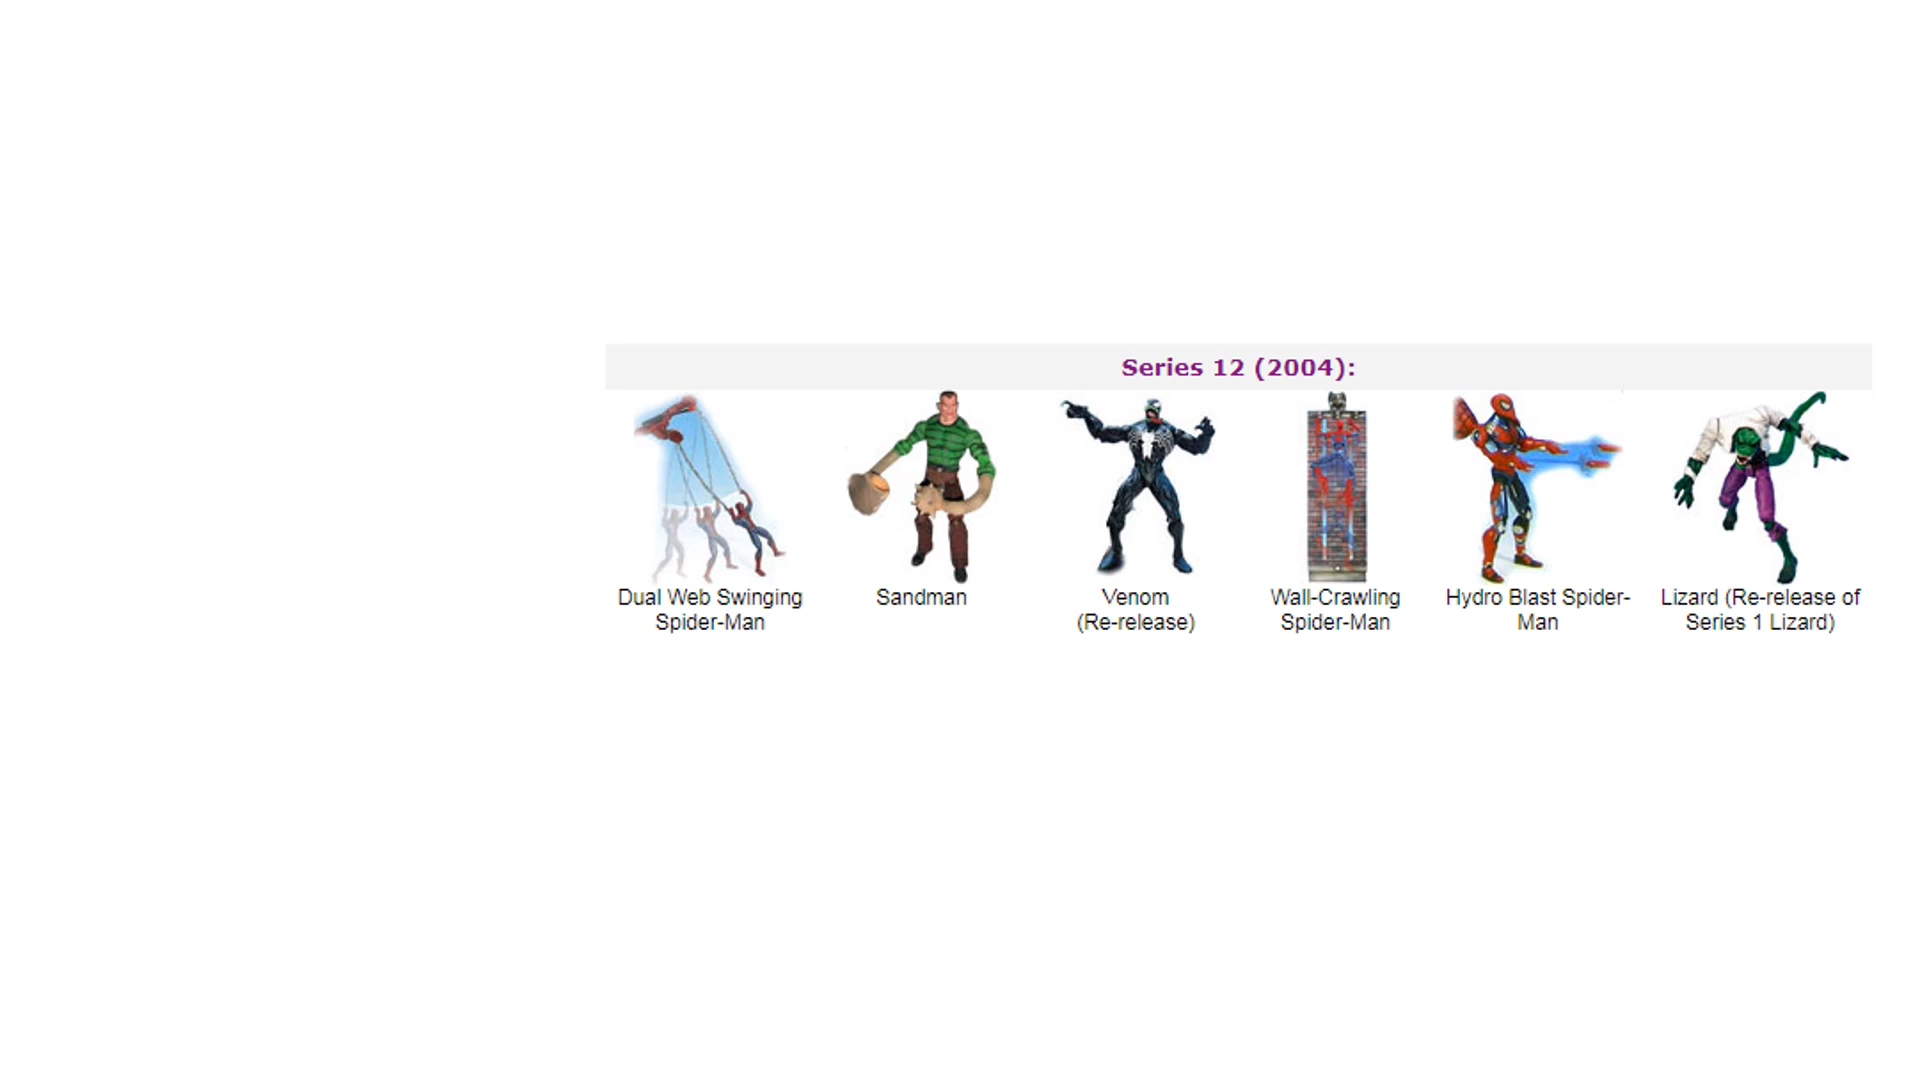 Series 12 (2004):
Dual Web Swinging
Spider-Man
Sandman
Venom
(Re-release)
Wall-Crawling
Spider-Man
Hydro Blast Spider-
Man
Lizard (Re-release of
Series 1 Lizard)